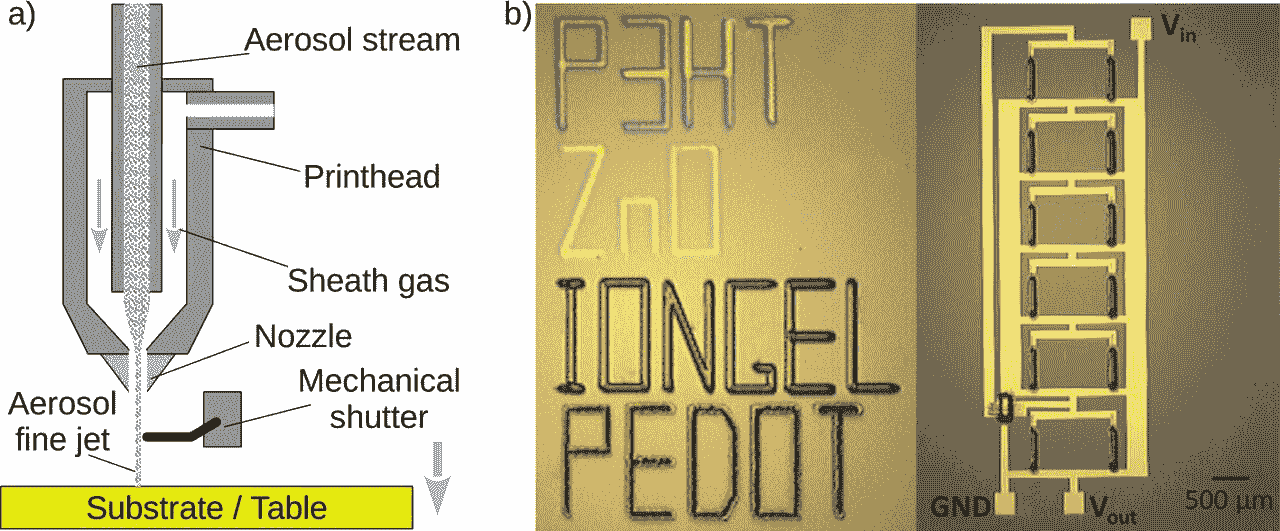 a)
Aerosol stream
Printhead
Sheath gas
Nozzle
Mechanical
shutter
Aerosol
fine jet
Substrate / Table
b)
P3HT
ZnO
IONGEL
PEDOT
Vin
GND
Vout
500 µm